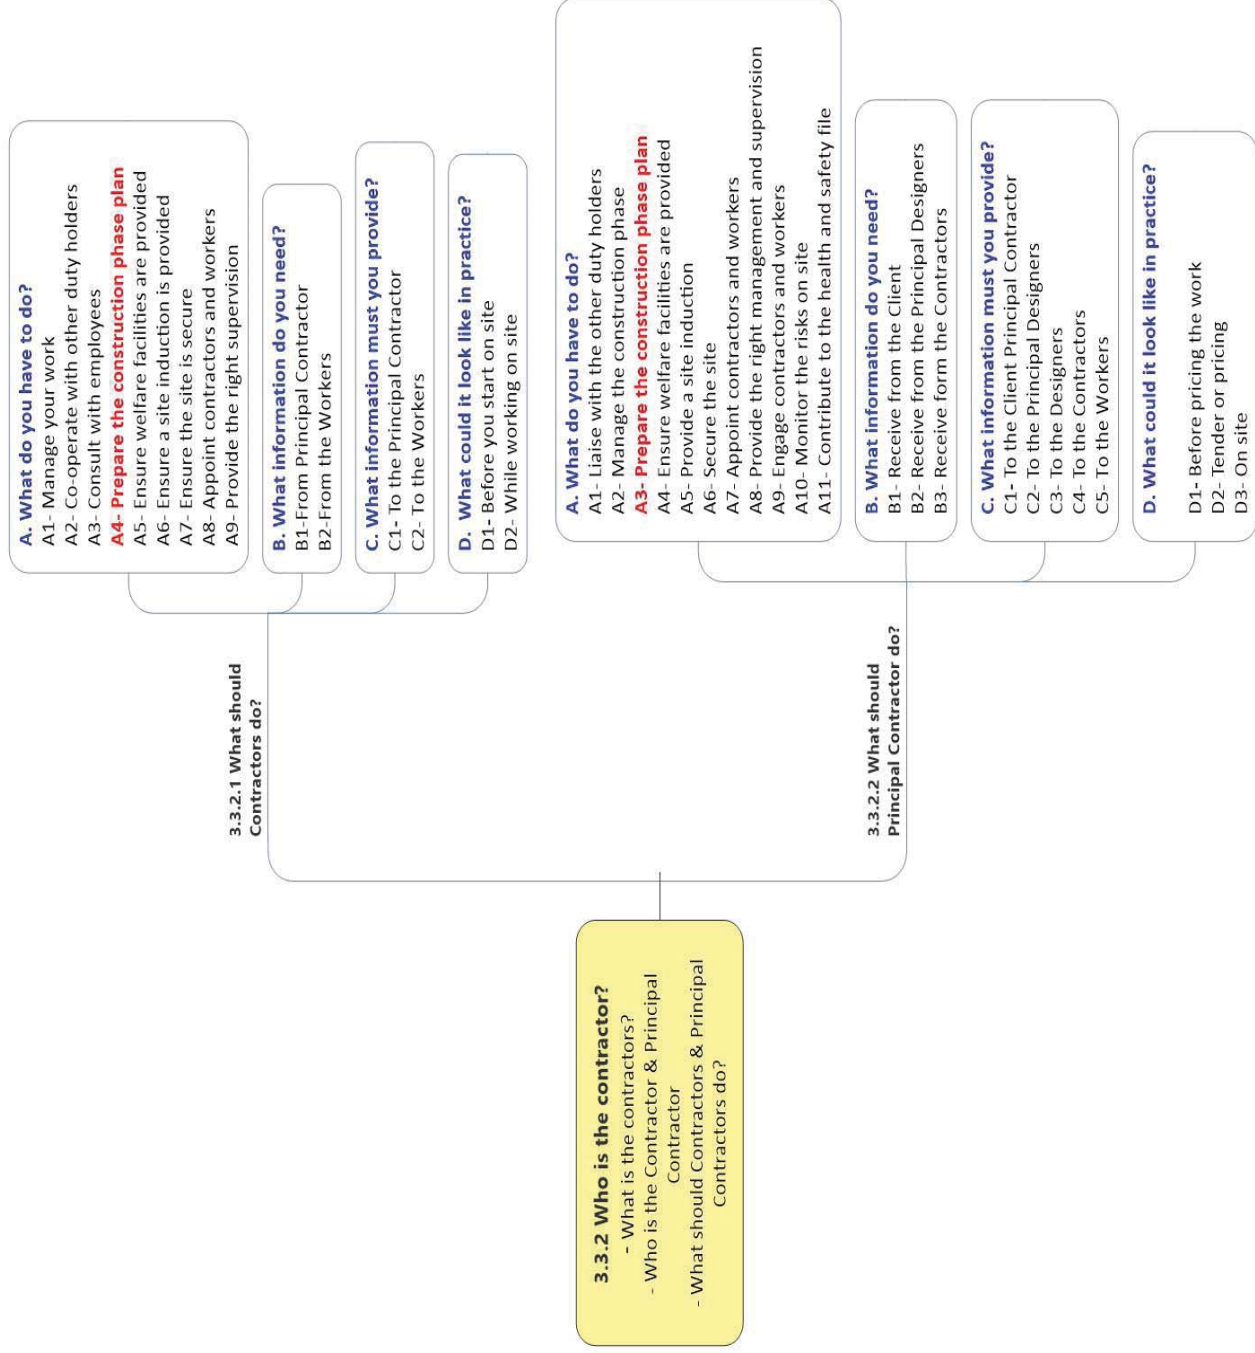 3.3.2 Who is the contractor?
- What is the contractors?
- Who is the Contractor & Principal
Contractor
- What should Contractors & Principal
Contractors do?
3.3.2.1 What should
Contractors do?
A. What do you have to do?
A1- Manage your work
A2- Co-operate with other duty holders
A3- Consult with employees
A4- Prepare the construction phase plan
A5- Ensure welfare facilities are provided
A6- Ensure a site induction is provided
A7- Ensure the site is secure
A8- Appoint contractors and workers
A9- Provide the right supervision
B. What information do you need?
B1-From Principal Contractor
B2-From the Workers
C. What information must you provide?
C1- To the Principal Contractor
C2- To the Workers
D. What could it look like in practice?
D1- Before you start on site
D2- While working on site
3.3.2.2 What should
Principal Contractor do?
A. What do you have to do?
A1- Liaise with the other duty holders
A2- Manage the construction phase
A3- Prepare the construction phase plan
A4- Ensure welfare facilities are provided
A5- Provide a site induction
A6- Secure the site
A7- Appoint contractors and workers
A8- Provide the right management and supervision
A9- Engage contractors and workers
A10- Monitor the risks on site
A11- Contribute to the health and safety file
B. What information do you need?
B1- Receive from the Client
B2- Receive from the Principal Designers
B3- Receive form the Contractors
C. What information must you provide?
C1- To the Client Principal Contractor
C2- To the Principal Designers
C3- To the Designers
C4- To the Contractors
C5- To the Workers
D. What could it look like in practice?
D1- Before pricing the work
D2- Tender or pricing
D3- On site